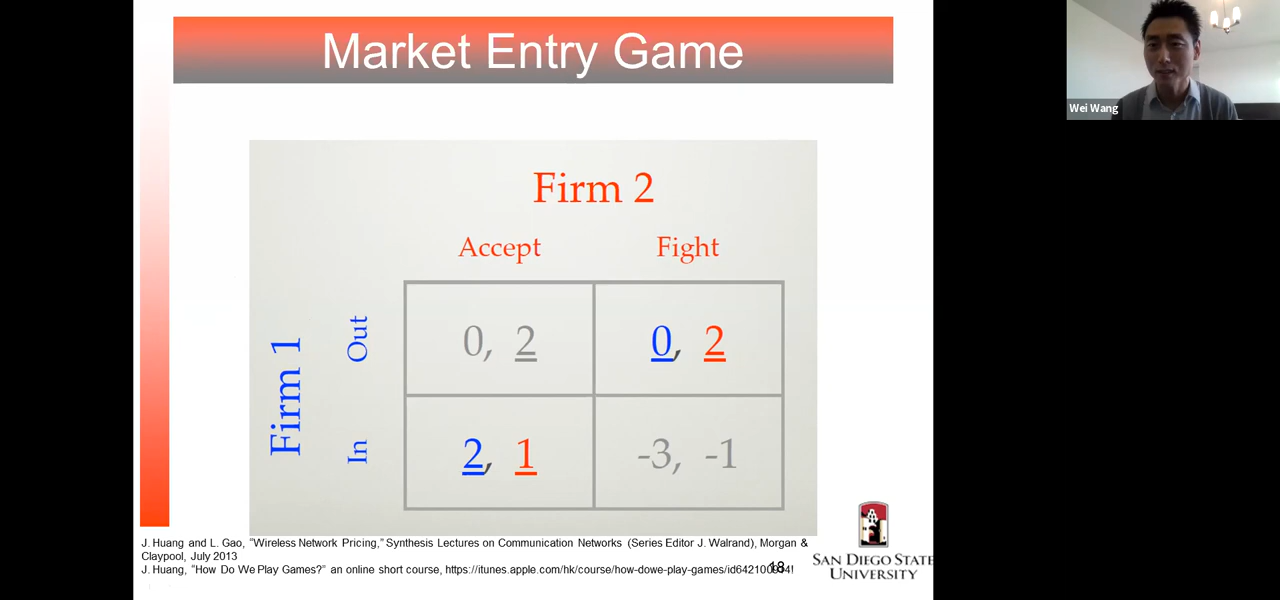 Market Entry Game
Wei Wang
Firm 2
Accept Fight
Firm 1
Out
0, 2 0, 2
In
2, 1 -3, -1
J. Huang and L. Gao, “Wireless Network Pricing,” Synthesis Lectures on Communication Networks (Series Editor J. Walrand), Morgan &
Claypool, July 2013
J. Huang, “How Do We Play Games?” an online short course, https://itunes.apple.com/hk/course/how-dowe-play-games/
18
SAN DIEGO STATE
UNIVERSITY